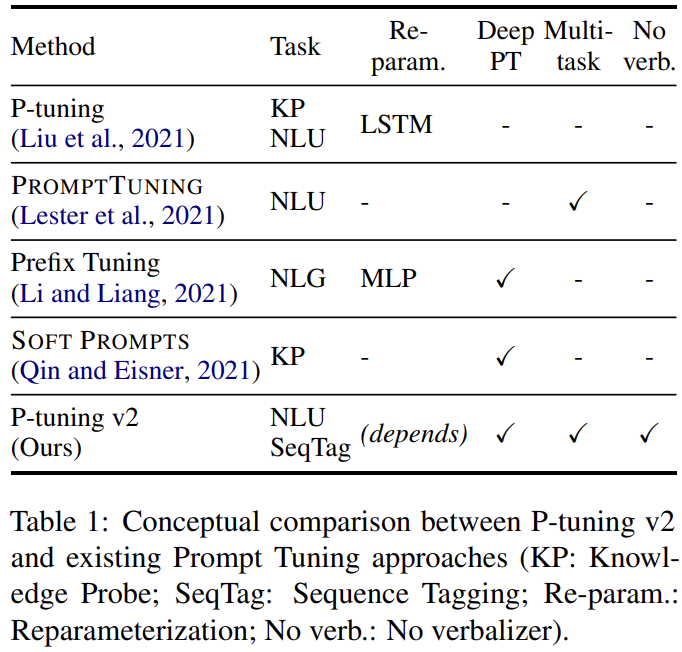 Method Task Re-param. Deep PT Multi-task No verb.
P-tuning (Liu et al., 2021) KP NLU LSTM - - -
PROMPTTUNING (Lester et al., 2021) NLU - - ✓ -
Prefix Tuning (Li and Liang, 2021) NLG MLP ✓ - -
SOFT PROMPTS (Qin and Eisner, 2021) KP - ✓ - -
P-tuning v2 (Ours) NLU SeqTag (depends) ✓ ✓ ✓
Table 1: Conceptual comparison between P-tuning v2
and existing Prompt Tuning approaches (KP: Knowl-
edge Probe; SeqTag: Sequence Tagging; Re-param.:
Reparameterization; No verb.: No verbalizer).